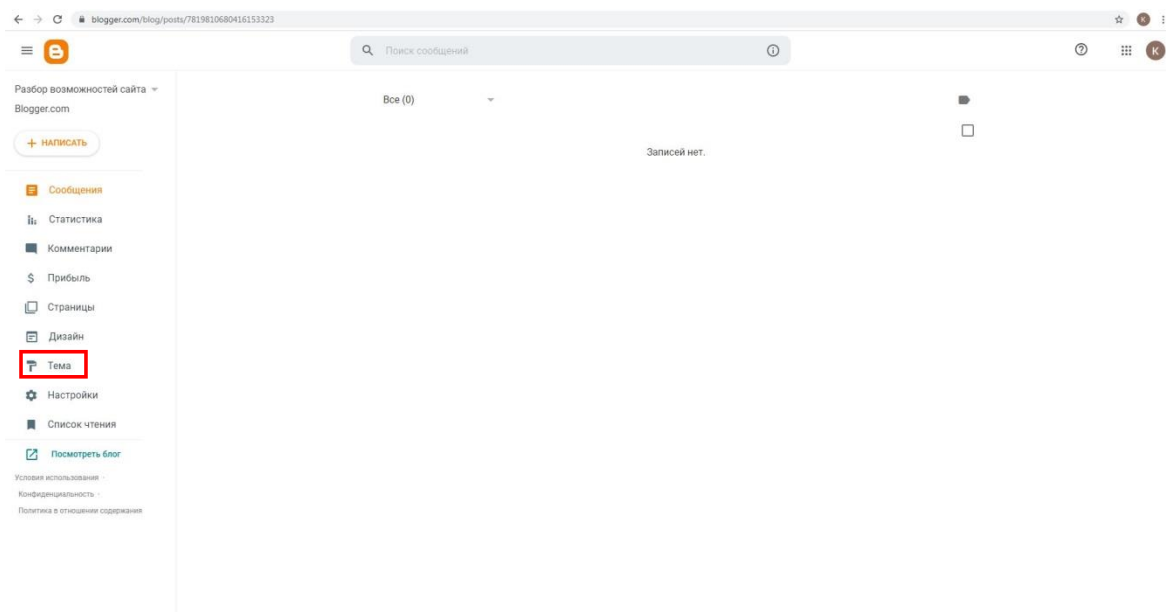 blogger.com/blog/posts/7819810680416153323
K
Поиск сообщений
K
Разбор возможностей сайта
Blogger.com
Все (0)
+ НАПИСАТЬ
Записей нет.
Сообщения
Статистика
Комментарии
$ Прибыль
Страницы
Дизайн
Тема
Настройки
Список чтения
Посмотреть блог
Условия использования ·
Конфиденциальность ·
Политика в отношении содержания